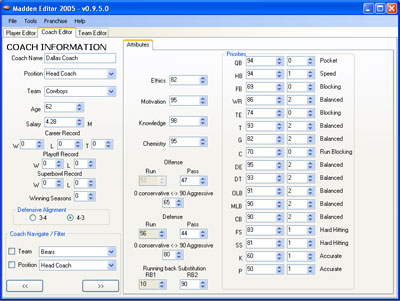 Madden Editor 2005 - v0.9.5.0
File Tools Franchise Help
Player Editor Coach Editor Team Editor
COACH INFORMATION
Coach Name Dallas Coach
Position Head Coach
Team Cowboys
Age 62
Salary 4.28 M
Career Record
W 0 L 0 T 0
Playoff Record
W 0 L 0
Superbowl Record
W 0 L 0
Winning Seasons 0
Defensive Alignment
3-4 4-3
Coach Navigate / Filter
Team Bears
Position Head Coach
<< >>
Attributes
Ethics 82
Motivation 95
Knowledge 98
Chemistry 95
Offense
Run Pass
53 47
0 conservative <-> 90 Aggressive
65
Defense
Run Pass
56 44
0 conservative <-> 90 Aggressive
80
Running back Substitution
RB1 RB2
10 90
Priorities
QB 94 0 Pocket
HB 94 1 Speed
FB 69 0 Blocking
WR 86 2 Balanced
TE 74 0 Blocking
T 93 2 Balanced
G 82 2 Balanced
C 70 0 Run Blocking
DE 95 2 Balanced
DT 93 2 Balanced
OLB 91 2 Balanced
MLB 92 2 Balanced
CB 90 2 Balanced
FS 83 1 Hard Hitting
SS 81 1 Hard Hitting
K 60 1 Accurate
P 50 1 Accurate